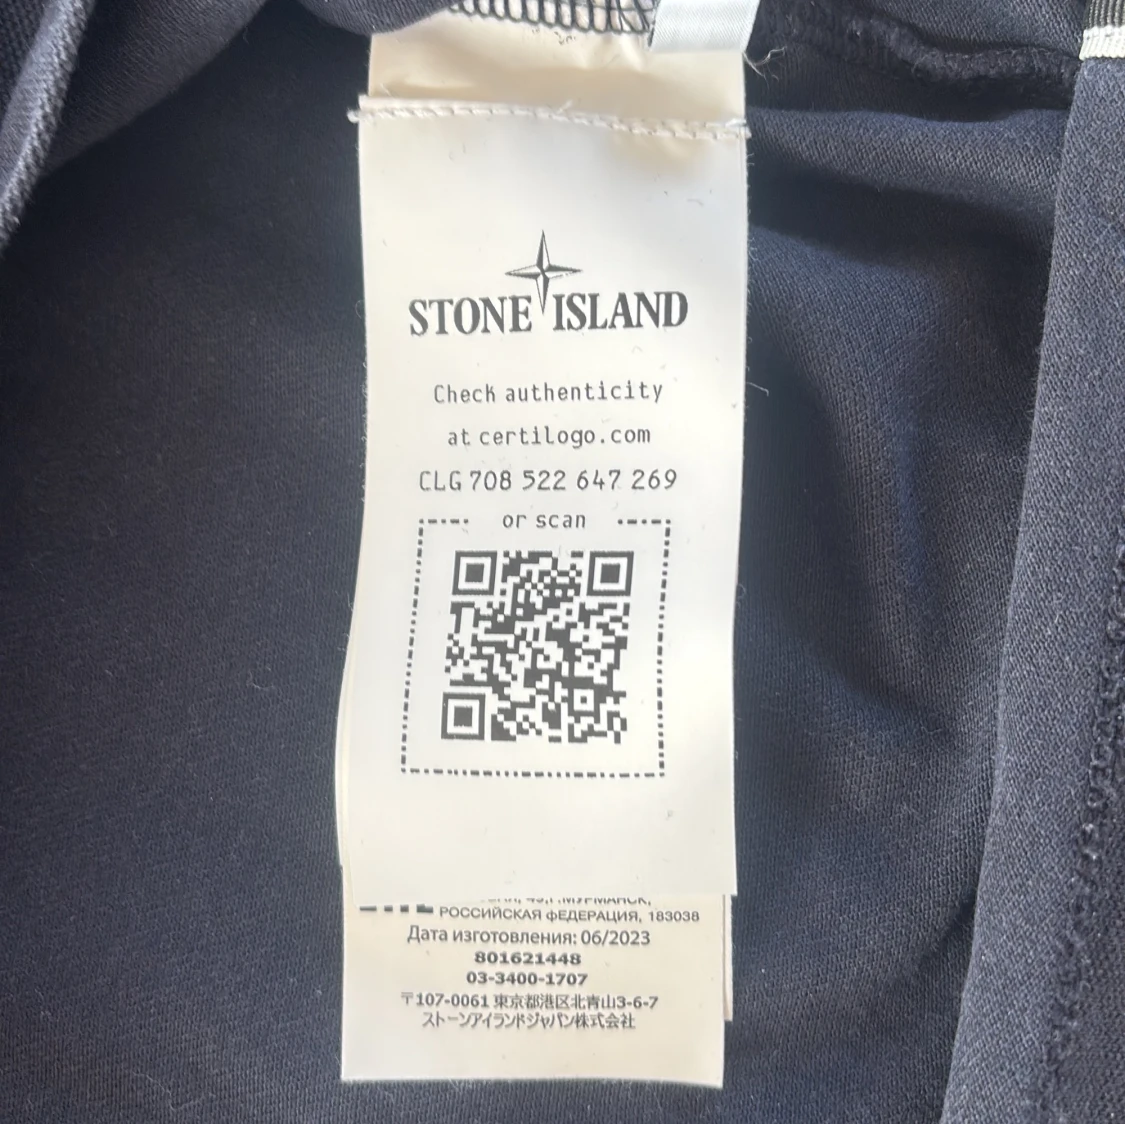 STONE ISLAND
Check authenticity
at certilogo.com
CLG 708 522 647 269
or scan
РОССИЙСКАЯ ФЕДЕРАЦИЯ, 183038
Дата изготовления: 06/2023
801621448
03-3400-1707
〒107-0061 東京都港区北青山3-6-7
ストーンアイランドジャパン株式会社